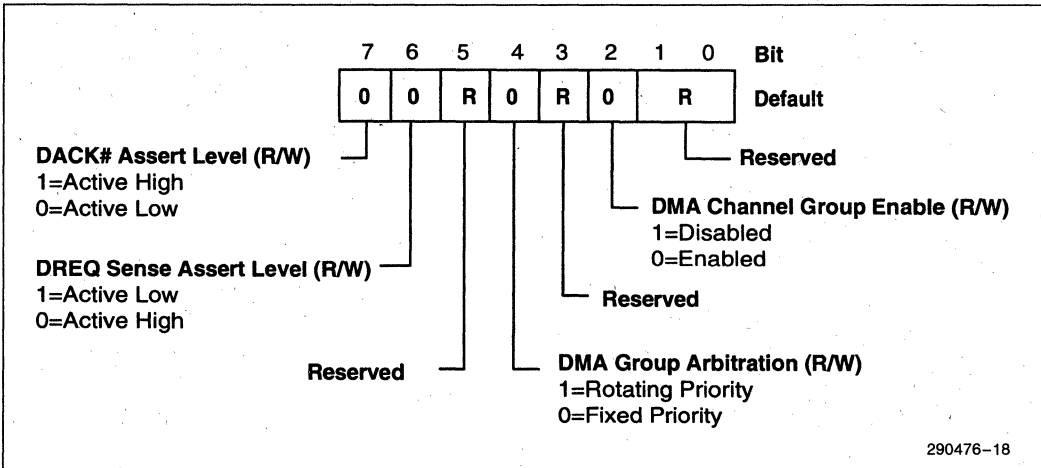 7 6 5 4 3 2 1 0 Bit
0 0 R 0 R 0 R Default
DACK# Assert Level (R/W)
1=Active High
0=Active Low
Reserved
DMA Channel Group Enable (R/W)
1=Disabled
0=Enabled
DREQ Sense Assert Level (R/W)
1=Active Low
0=Active High
Reserved
Reserved
DMA Group Arbitration (R/W)
1=Rotating Priority
0=Fixed Priority
290476-18